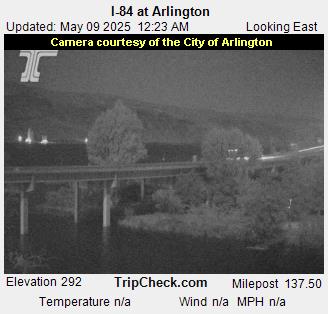 I-84 at Arlington
Updated: May 09 2025 12:23 AM Looking East
Camera courtesy of the City of Arlington
Elevation 292 TripCheck.com Milepost 137.50
Temperature n/a Wind n/a MPH n/a